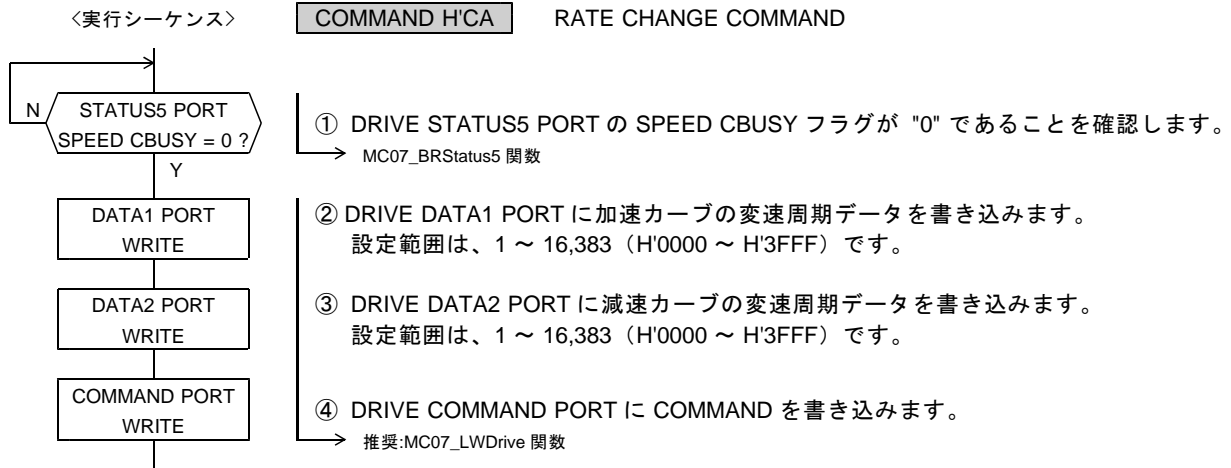 〈実行シーケンス〉 COMMAND H'CA RATE CHANGE COMMAND
N
STATUS5 PORT
SPEED CBUSY = 0 ?
Y
① DRIVE STATUS5 PORT の SPEED CBUSY フラグが "0" であることを確認します。
MC07_BRStatus5 関数
DATA1 PORT
WRITE
② DRIVE DATA1 PORT に加速カーブの変速周期データを書き込みます。
設定範囲は、1 ~ 16,383(H'0000 ~ H'3FFF)です。
DATA2 PORT
WRITE
③ DRIVE DATA2 PORT に減速カーブの変速周期データを書き込みます。
設定範囲は、1 ~ 16,383(H'0000 ~ H'3FFF)です。
COMMAND PORT
WRITE
④ DRIVE COMMAND PORT に COMMAND を書き込みます。
推奨:MC07_LWDrive 関数